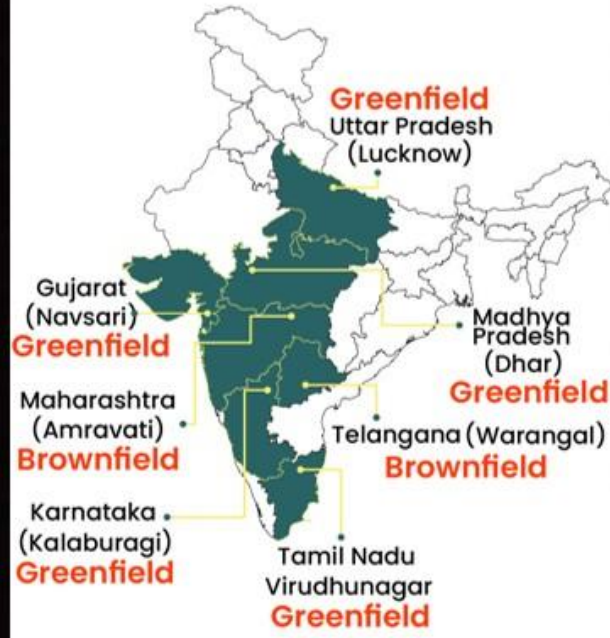 Greenfield
Uttar Pradesh
(Lucknow)
Gujarat
(Navsari)
Greenfield
Madhya
Pradesh
(Dhar)
Greenfield
Maharashtra
(Amravati)
Brownfield
Telangana (Warangal)
Brownfield
Karnataka
(Kalaburagi)
Greenfield
Tamil Nadu
Virudhunagar
Greenfield